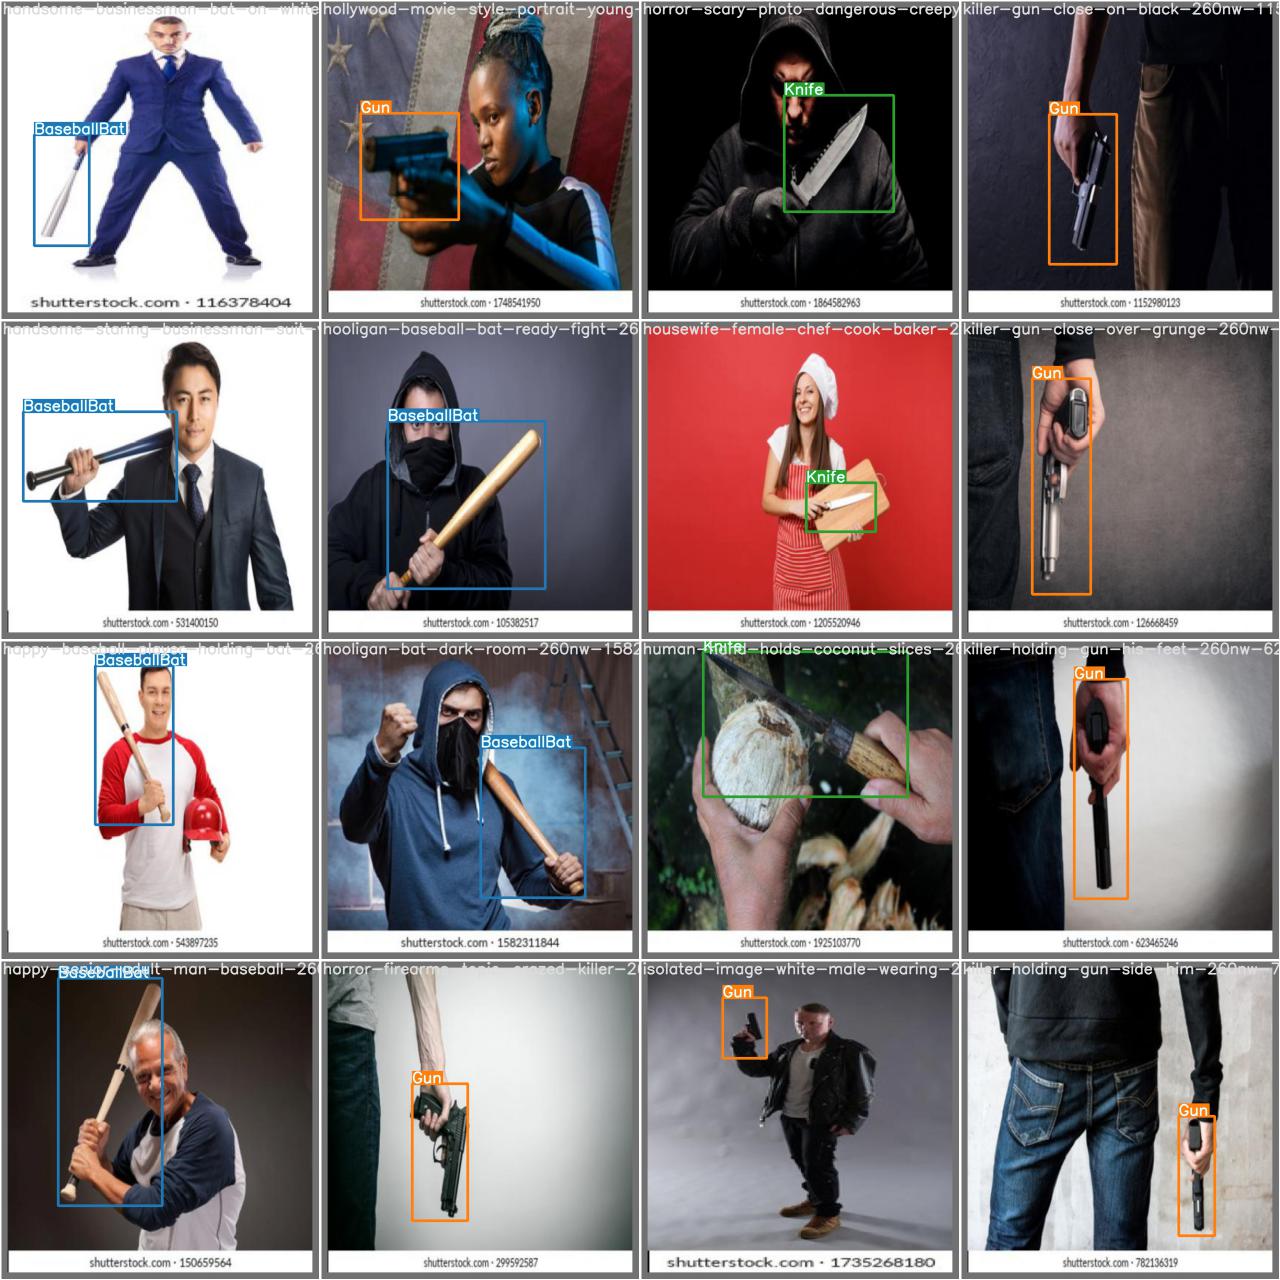 handsome-businessman-bat-on-white
BaseballBat
shutterstock.com · 116378404
hollywood-movie-style-portrait-young-
Gun
shutterstock.com · 1748541950
horror-scary-photo-dangerous-creepy
Knife
shutterstock.com · 1864582963
killer-gun-close-on-black-260nw-115
Gun
shutterstock.com · 1152980123
handsome-staring-businessman-suit-
BaseballBat
shutterstock.com · 531400150
hooligan-baseball-bat-ready-fight-26
BaseballBat
shutterstock.com · 105382517
housewife-female-chef-cook-baker-2
Knife
shutterstock.com · 1205520946
killer-gun-close-over-grunge-260nw-
Gun
shutterstock.com · 126668459
happy-baseball-player-holding-bat-26
BaseballBat
shutterstock.com · 543897235
hooligan-bat-dark-room-260nw-1582
BaseballBat
shutterstock.com · 1582311844
human-hand-holds-coconut-slices-26
Knife
shutterstock.com · 1925103770
killer-holding-gun-his-feet-260nw-62
Gun
shutterstock.com · 623465246
happy-senior-adult-man-baseball-260
BaseballBat
shutterstock.com · 150659564
horror-firearms-topic-crazed-killer-26
Gun
shutterstock.com · 299592587
isolated-image-white-male-wearing-2
Gun
shutterstock.com · 1735268180
killer-holding-gun-side-him-260nw-7
Gun
shutterstock.com · 782136319